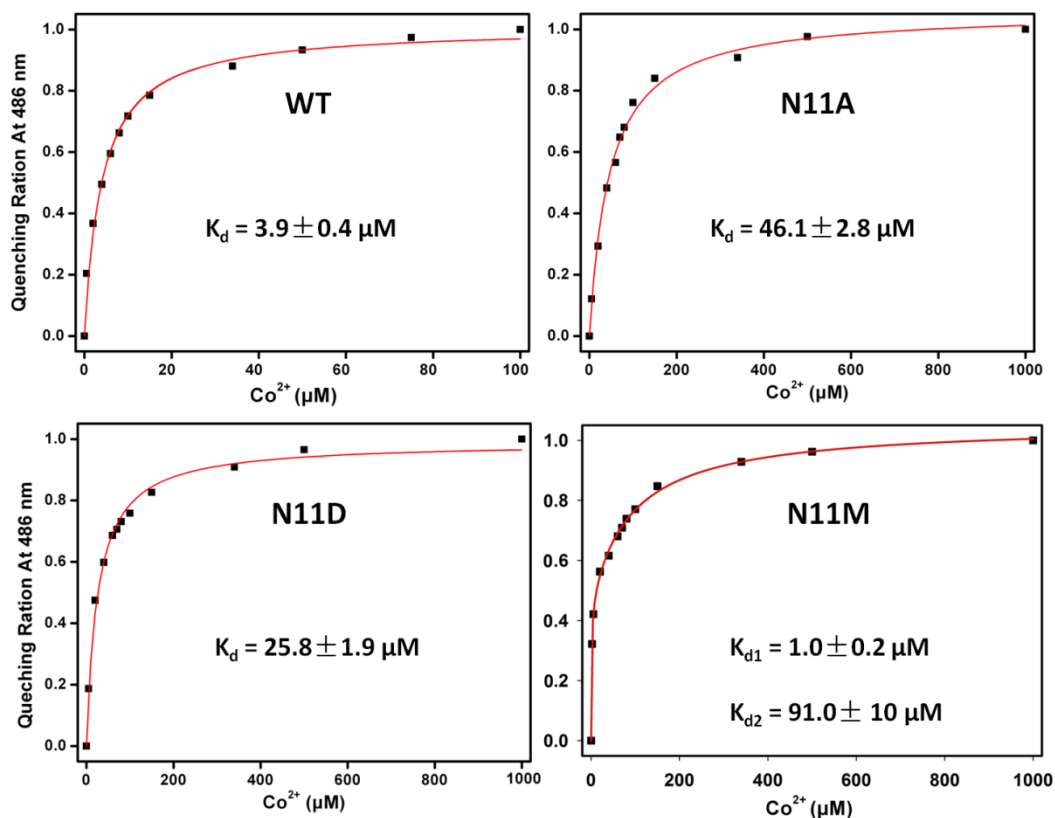 Quenching Ration At 486 nm
1.0
0.8
0.6
0.4
0.2
0.0
WT
K_d = 3.9 ± 0.4 μM
0 20 40 60 80 100
Co²⁺ (μM)
1.0
0.8
0.6
0.4
0.2
0.0
N11A
K_d = 46.1 ± 2.8 μM
0 200 400 600 800 1000
Co²⁺ (μM)
Queching Ration At 486 nm
1.0
0.8
0.6
0.4
0.2
0.0
N11D
K_d = 25.8 ± 1.9 μM
0 200 400 600 800 1000
Co²⁺ (μM)
1.0
0.8
0.6
0.4
0.2
0.0
N11M
K_d1 = 1.0 ± 0.2 μM
K_d2 = 91.0 ± 10 μM
0 200 400 600 800 1000
Co²⁺ (μM)